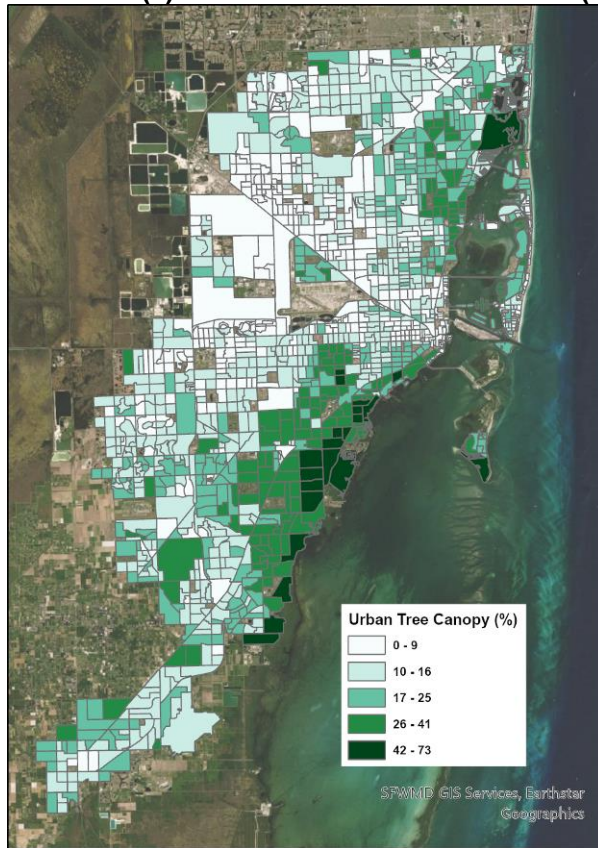 Urban Tree Canopy (%)
0 - 9
10 - 16
17 - 25
26 - 41
42 - 73
SFWMD GIS Services, Earthstar
Geographics